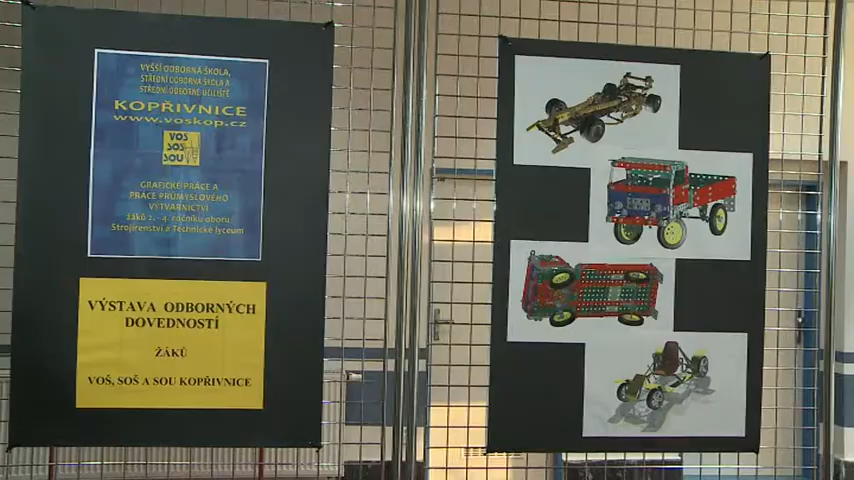 VYŠŠÍ ODBORNÁ ŠKOLA,
STŘEDNÍ ODBORNÁ ŠKOLA A
STŘEDNÍ ODBORNÉ UČILIŠTĚ
KOPŘIVNICE
www.voskop.cz
VOŠ
SOŠ
SOU
GRAFICKÉ PRÁCE A
PRÁCE PRŮMYSLOVÉHO
VÝTVARNICTVÍ
žáků 2. - 4. ročníku oboru
Strojírenství a Technické lyceum
VÝSTAVA ODBORNÝCH
DOVEDNOSTÍ
ŽÁKŮ
VOŠ, SOŠ A SOU KOPŘIVNICE